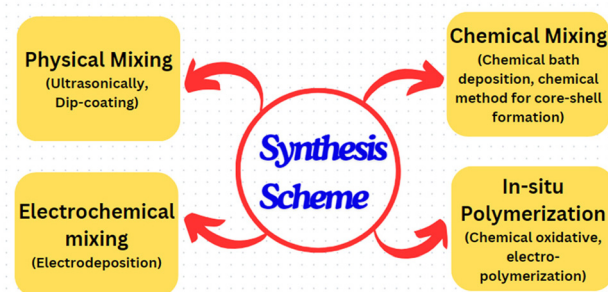 Physical Mixing
(Ultrasonically,
Dip-coating)
Chemical Mixing
(Chemical bath
deposition, chemical
method for core-shell
formation)
Synthesis
Scheme
Electrochemical
mixing
(Electrodeposition)
In-situ
Polymerization
(Chemical oxidative,
electro-
polymerization)